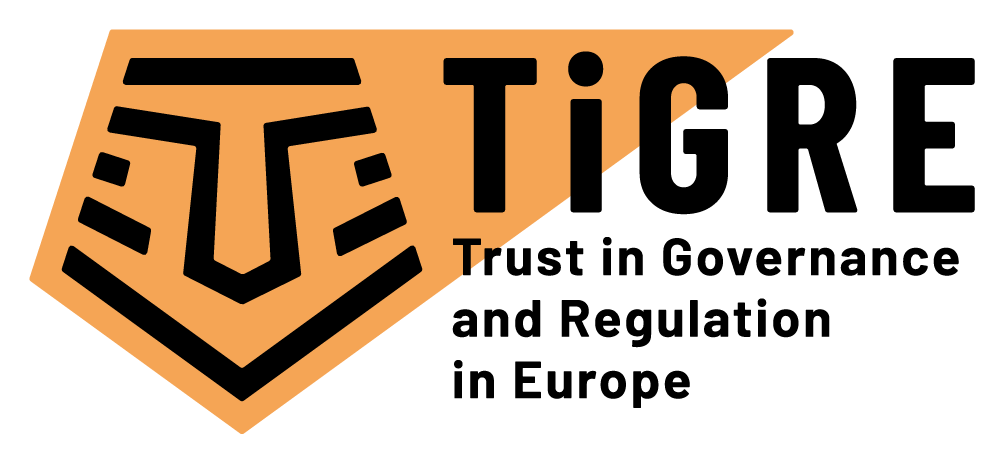 TiGRE
Trust in Governance
and Regulation
in Europe